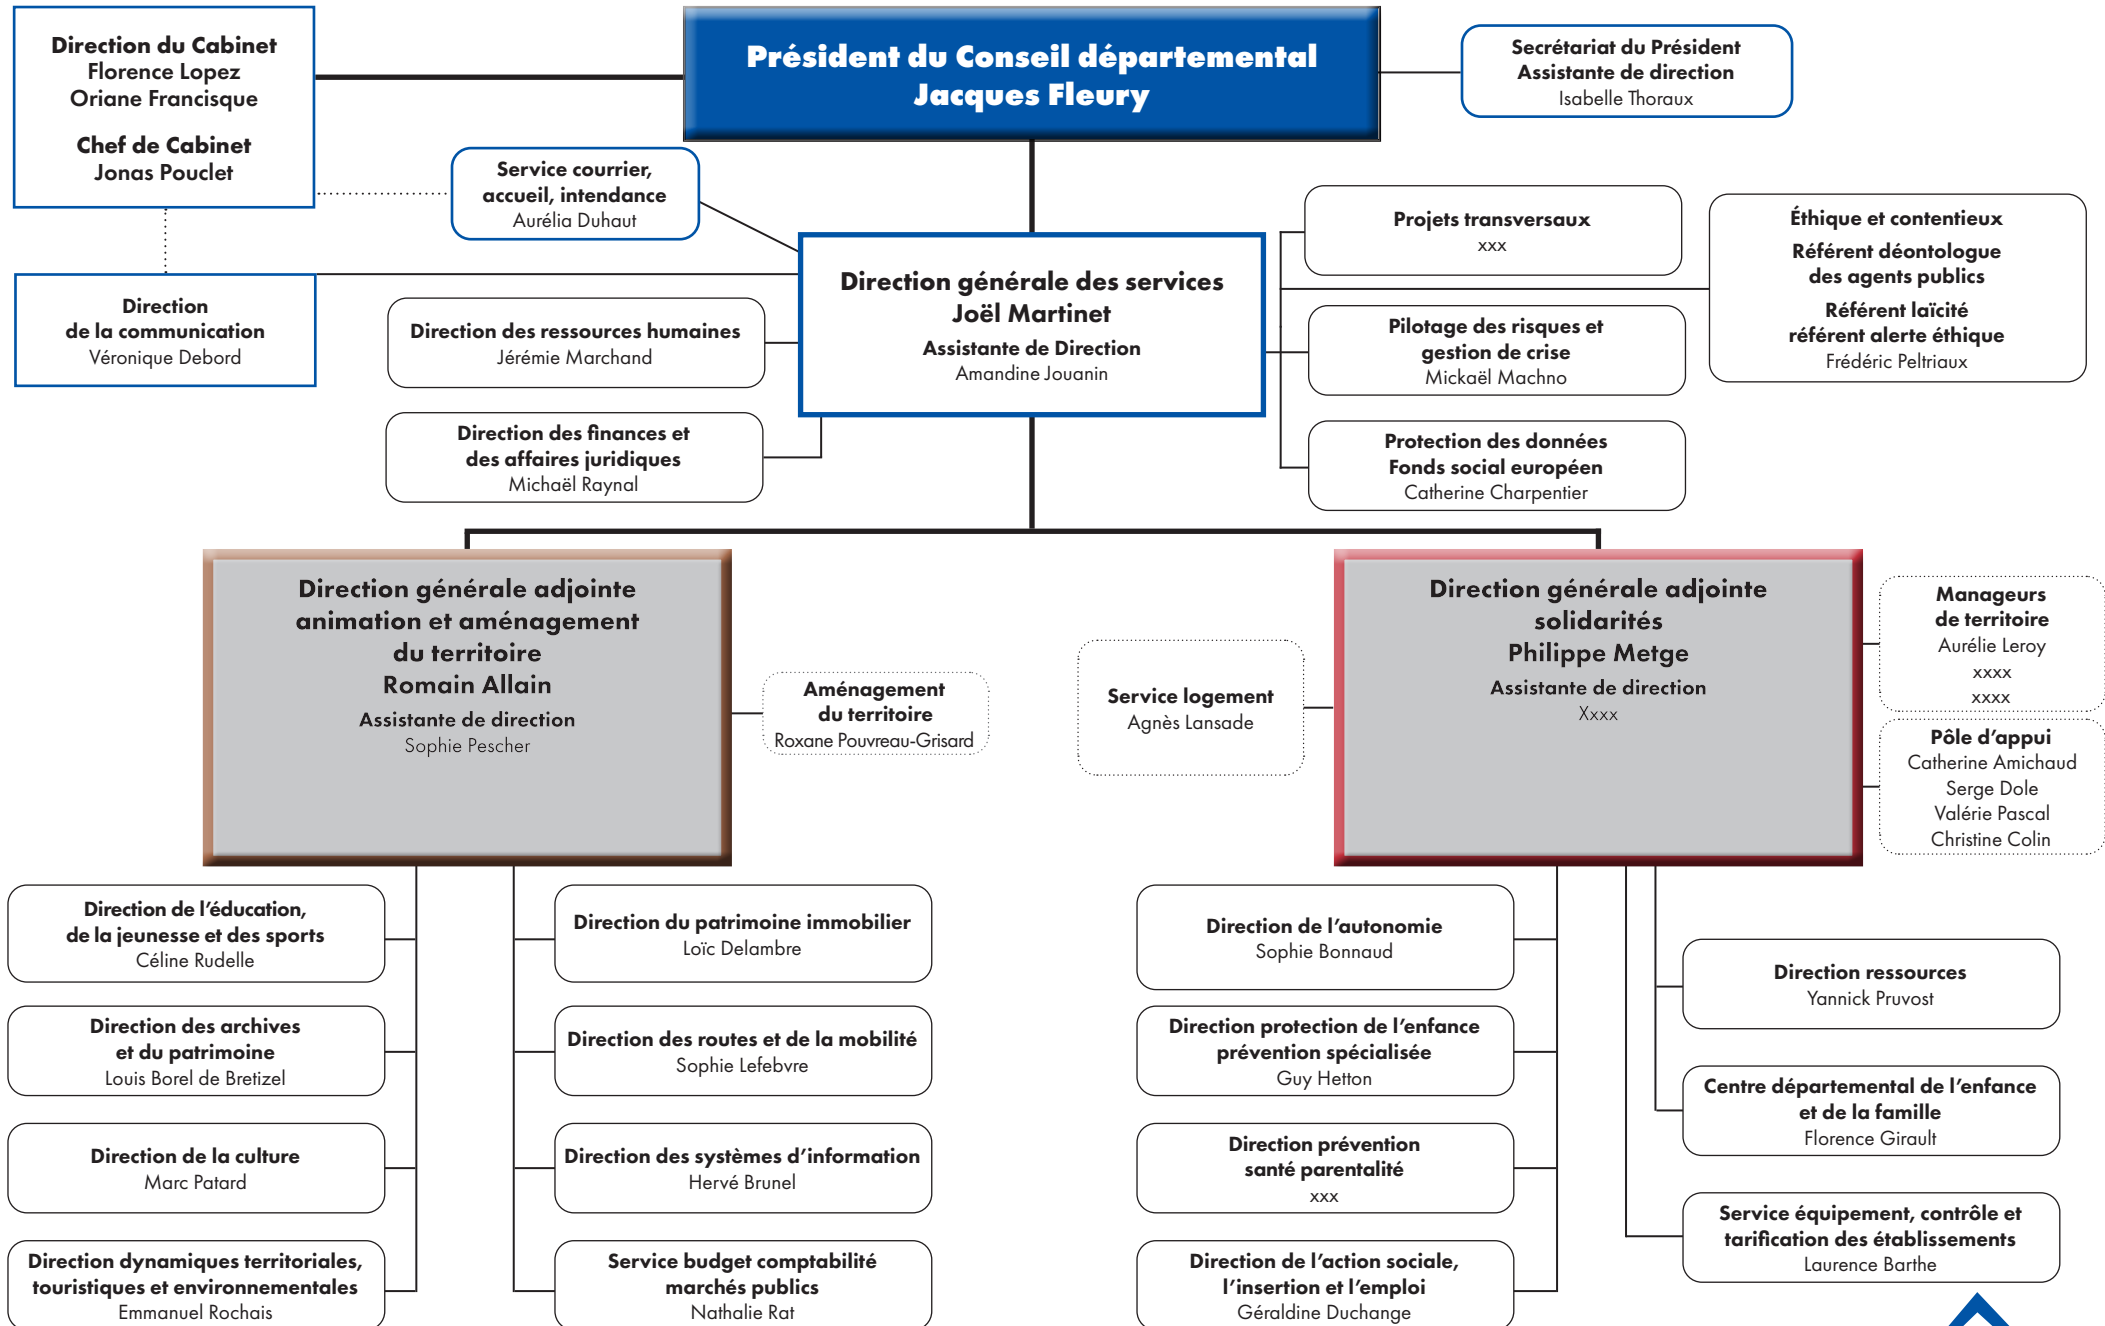 Direction du Cabinet
Florence Lopez
Oriane Francisque
Chef de Cabinet
Jonas Pouclet
Président du Conseil départemental
Jacques Fleury
Secrétariat du Président
Assistante de direction
Isabelle Thoraux
Service courrier,
accueil, intendance
Aurélia Duhaut
Direction
de la communication
Véronique Debord
Direction générale des services
Joël Martinet
Assistante de Direction
Amandine Jouanin
Direction des ressources humaines
Jérémie Marchand
Direction des finances et
des affaires juridiques
Michaël Raynal
Projets transversaux
xxx
Pilotage des risques et
gestion de crise
Mickaël Machno
Protection des données
Fonds social européen
Catherine Charpentier
Éthique et contentieux
Référent déontologue
des agents publics
Référent laïcité
référent alerte éthique
Frédéric Peltriaux
Direction générale adjointe
animation et aménagement
du territoire
Romain Allain
Assistante de direction
Sophie Pescher
Aménagement
du territoire
Roxane Pouvreau-Grisard
Service logement
Agnès Lansade
Direction générale adjointe
solidarités
Philippe Metge
Assistante de direction
Xxxx
Manageurs
de territoire
Aurélie Leroy
xxxx
xxxx
Pôle d'appui
Catherine Amichaud
Serge Dole
Valérie Pascal
Christine Colin
Direction de l'éducation,
de la jeunesse et des sports
Céline Rudelle
Direction des archives
et du patrimoine
Louis Borel de Bretizel
Direction de la culture
Marc Patard
Direction dynamiques territoriales,
touristiques et environnementales
Emmanuel Rochais
Direction du patrimoine immobilier
Loïc Delambre
Direction des routes et de la mobilité
Sophie Lefebvre
Direction des systèmes d'information
Hervé Brunel
Service budget comptabilité
marchés publics
Nathalie Rat
Direction de l'autonomie
Sophie Bonnaud
Direction protection de l'enfance
prévention spécialisée
Guy Hetton
Direction prévention
santé parentalité
xxx
Direction de l'action sociale,
l'insertion et l'emploi
Géraldine Duchange
Direction ressources
Yannick Pruvost
Centre départemental de l'enfance
et de la famille
Florence Girault
Service équipement, contrôle et
tarification des établissements
Laurence Barthe